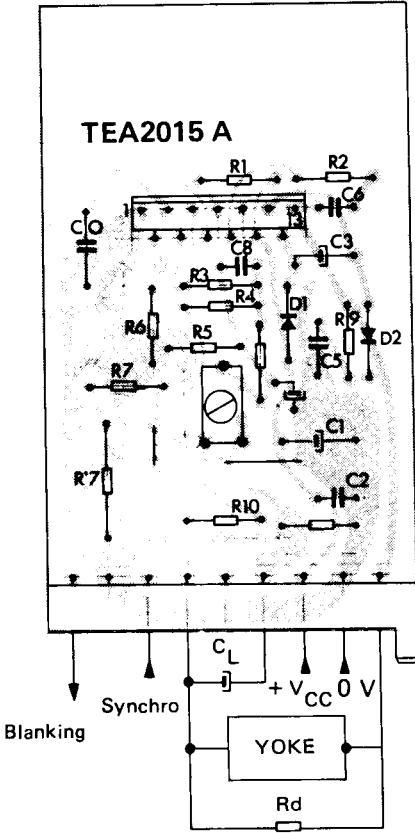 TEA2015 A
R1
R2
C6
1
13
C0
C8
C3
R3
R4
D1
R6
R9
D2
R5
C5
R7
C1
R'7
C2
R10
CL
+ VCC
0 V
Synchro
Blanking
YOKE
Rd